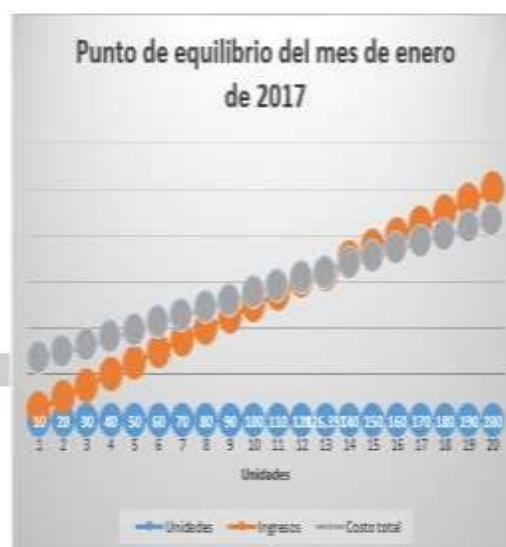 Punto de equilibrio del mes de enero
de 2017
10 20 30 40 50 60 70 80 90 100 110 120 140 150 160 170 180 190 200
1 2 3 4 5 6 7 8 9 10 11 12 13 14 15 16 17 18 19 20
Unidades
Unidades Ingresos Costo total